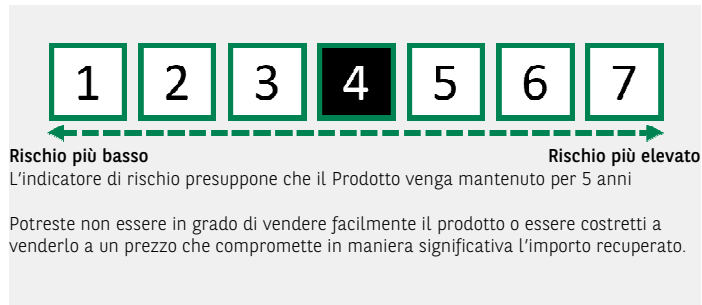 1 2 3 4 5 6 7
Rischio più basso Rischio più elevato
L'indicatore di rischio presuppone che il Prodotto venga mantenuto per 5 anni
Potreste non essere in grado di vendere facilmente il prodotto o essere costretti a
venderlo a un prezzo che compromette in maniera significativa l'importo recuperato.